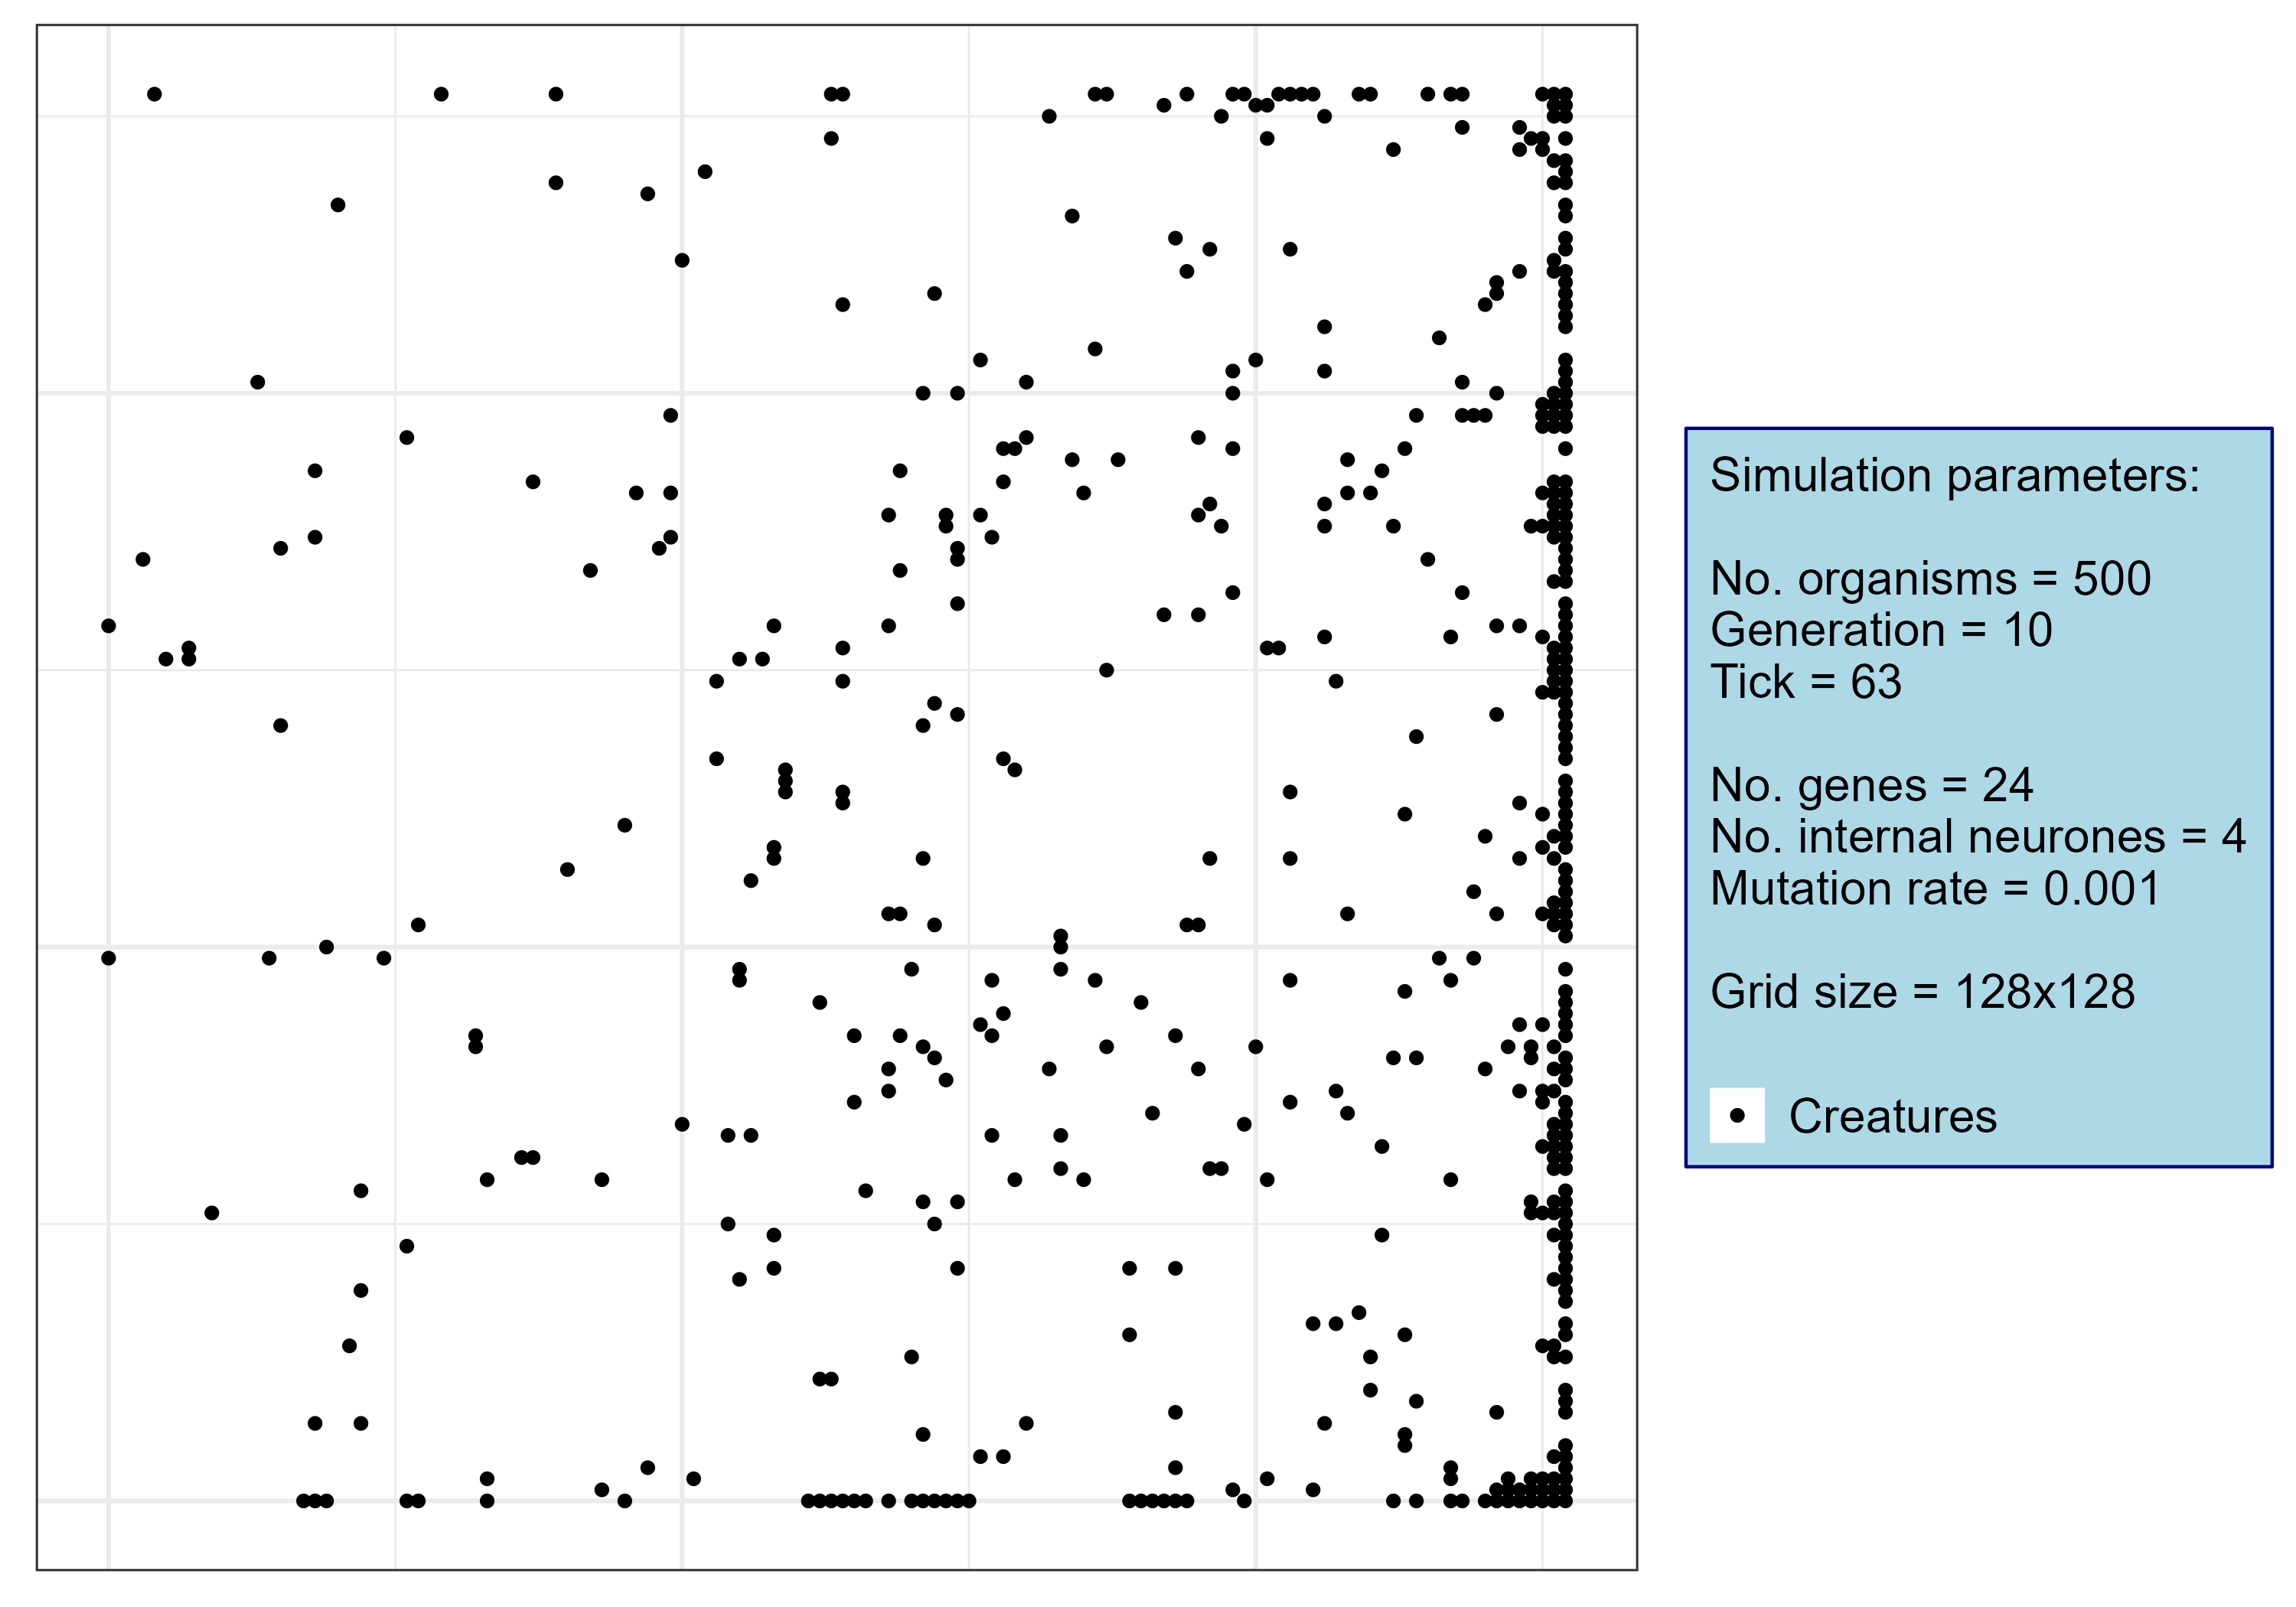 Simulation parameters:
No. organisms = 500
Generation = 10
Tick = 63
No. genes = 24
No. internal neurones = 4
Mutation rate = 0.001
Grid size = 128x128
Creatures